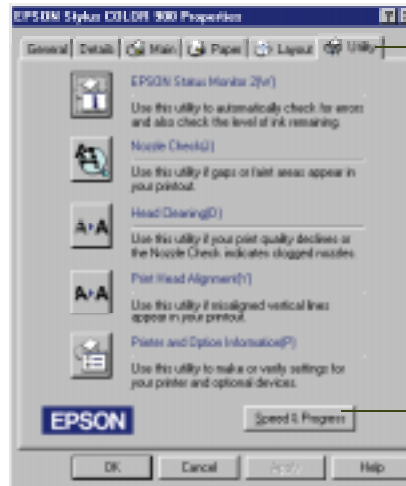 EPSON Stylus COLOR 900 Properties
General Details Main Paper Layout Utility
EPSON Status Monitor 2(W)
Use this utility to automatically check for errors
and also check the level of ink remaining.
Nozzle Check(J)
Use this utility if gaps or faint areas appear in
your printout.
Head Cleaning(D)
Use this utility if your print quality declines or
the Nozzle Check indicates clogged nozzles.
Print Head Alignment(Y)
Use this utility if misaligned vertical lines
appear in your printout.
Printer and Option Information(P)
Use this utility to make or verify settings for
your printer and optional devices.
EPSON
Speed & Progress
OK Cancel Apply Help